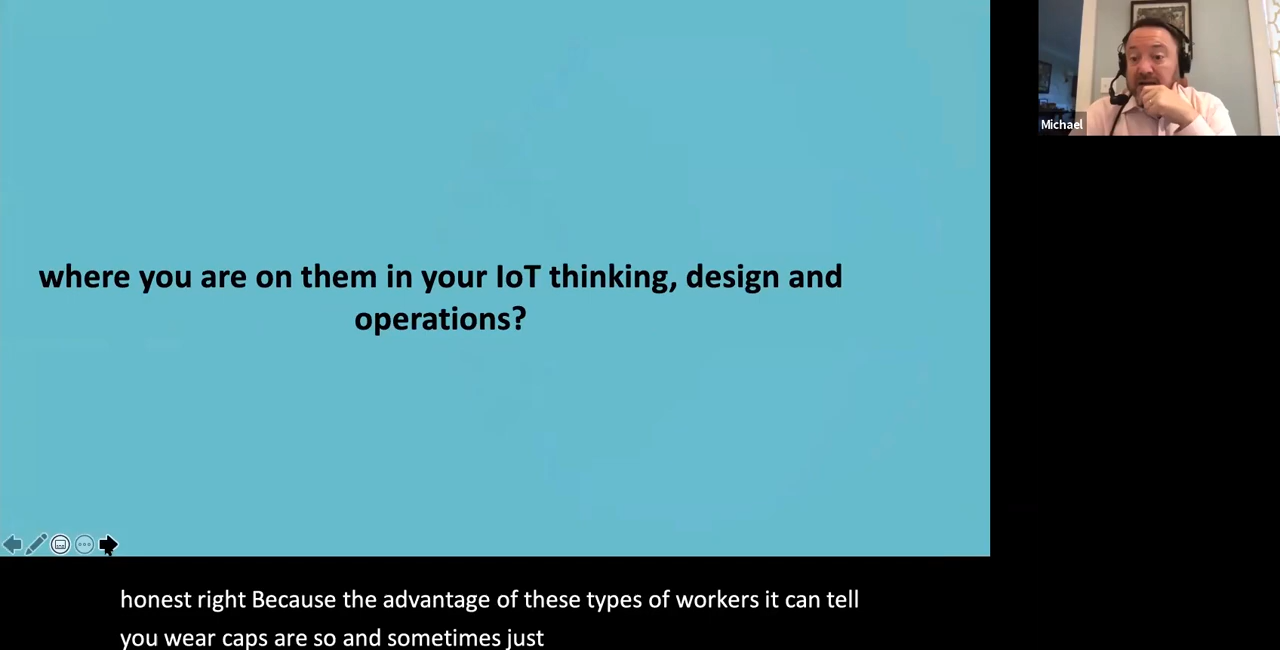 where you are on them in your IoT thinking, design and
operations?
Michael
honest right Because the advantage of these types of workers it can tell
you wear caps are so and sometimes just